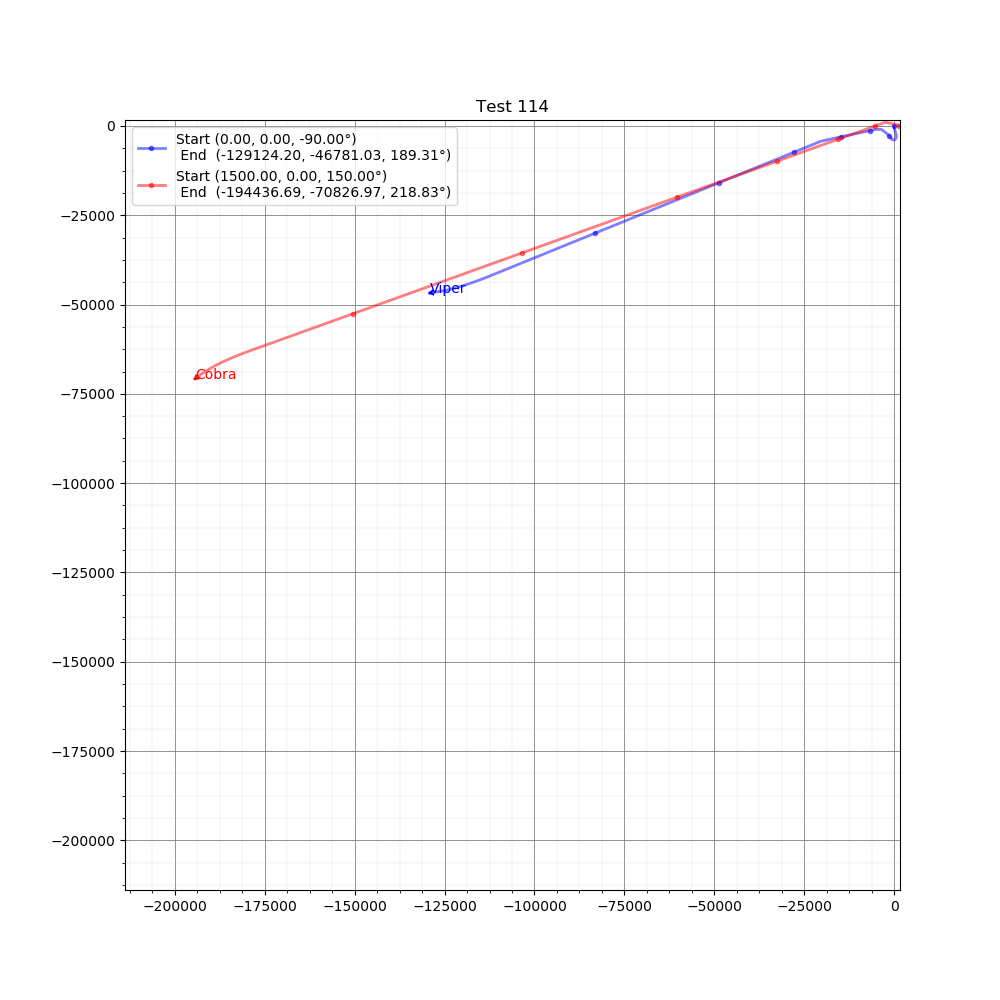 Test 114
0
−25000
−50000
−75000
−100000
−125000
−150000
−175000
−200000
Start (0.00, 0.00, -90.00°)
End (-129124.20, -46781.03, 189.31°)
Start (1500.00, 0.00, 150.00°)
End (-194436.69, -70826.97, 218.83°)
Viper
Cobra
−200000 −175000 −150000 −125000 −100000 −75000 −50000 −25000 0